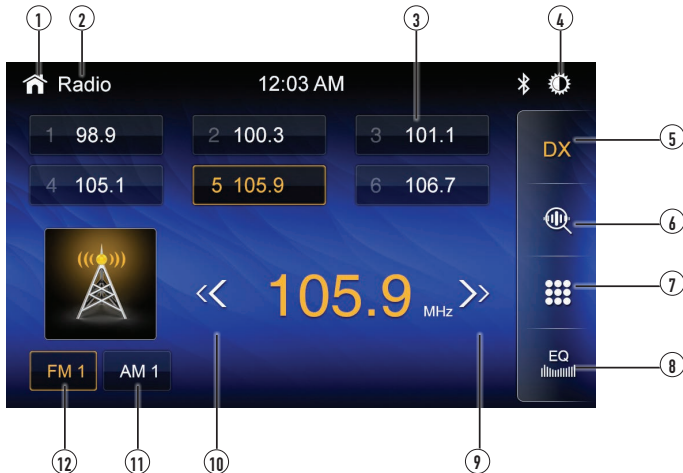 1 2 3 4
Radio 12:03 AM
1 98.9 2 100.3 3 101.1
DX 5
4 105.1 5 105.9 6 106.7
6
7
105.9 MHz
EQ 8
FM 1 AM 1
12 11 10 9